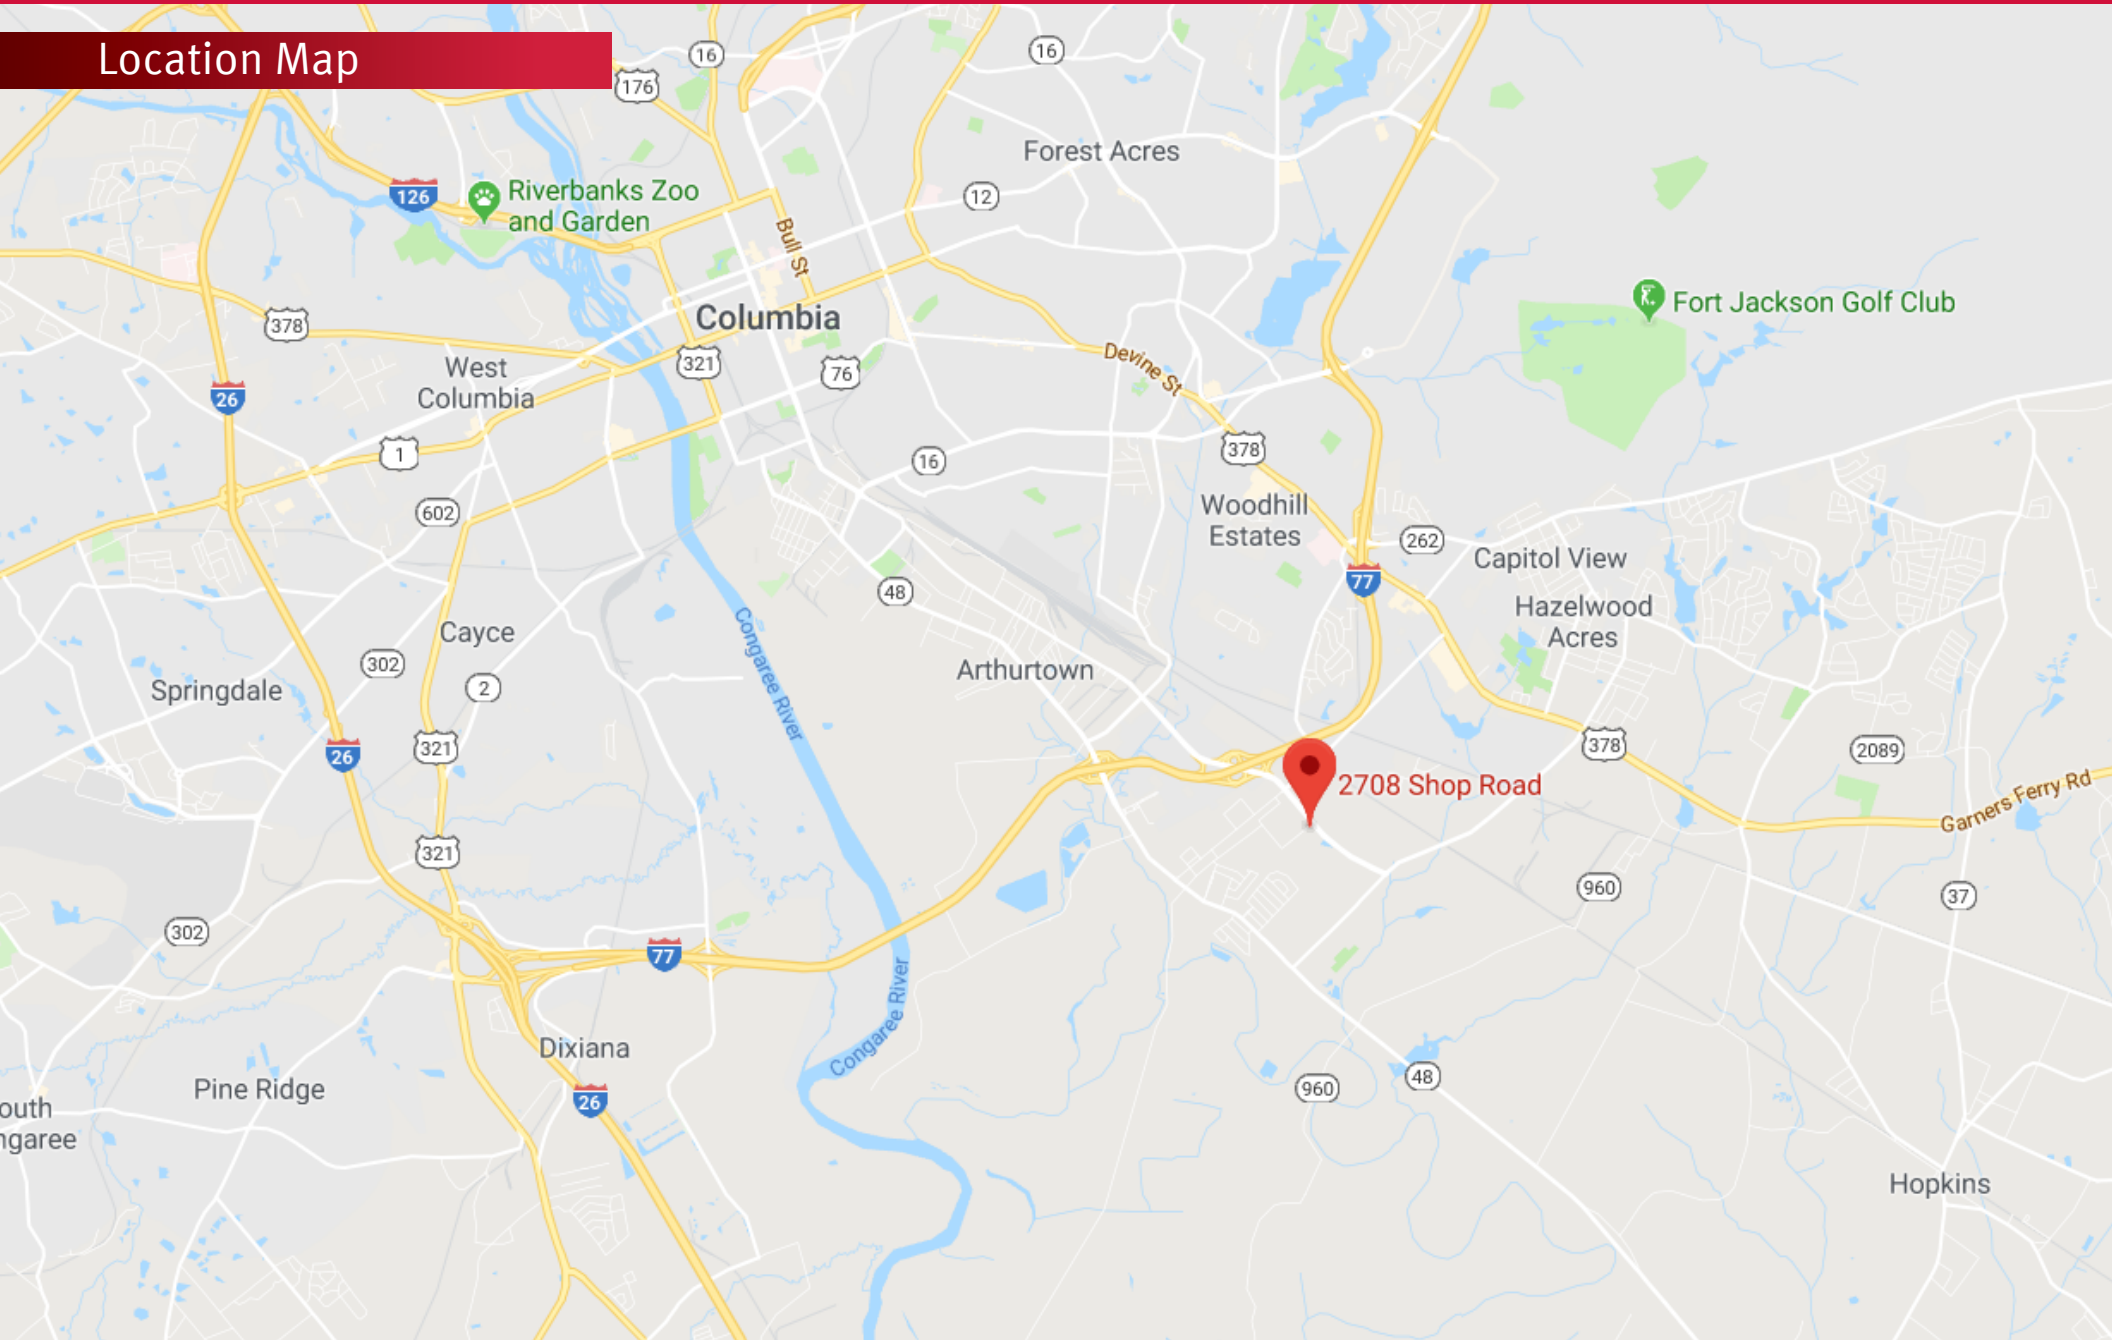 Location Map
16
176
16
Forest Acres
126
Riverbanks Zoo
and Garden
12
Bull St
378
Columbia
Fort Jackson Golf Club
West
Columbia
321
76
Devine St
26
1
16
378
602
Woodhill
Estates
262
Capitol View
77
48
Hazelwood
Acres
Cayce
Congaree River
302
Arthurtown
2
Springdale
26
321
378
2089
2708 Shop Road
Garners Ferry Rd
321
960
37
302
77
Congaree River
Dixiana
Pine Ridge
48
960
26
outh
ngaree
Hopkins